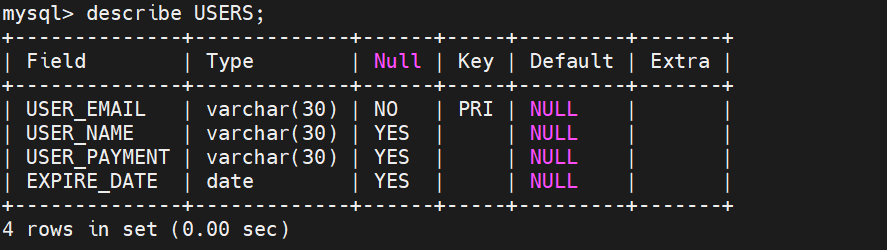 mysql> describe USERS;
+--------------+-------------+------+-----+---------+-------+
| Field        | Type        | Null | Key | Default | Extra |
+--------------+-------------+------+-----+---------+-------+
| USER_EMAIL   | varchar(30) | NO   | PRI | NULL    |       |
| USER_NAME    | varchar(30) | YES  |     | NULL    |       |
| USER_PAYMENT | varchar(30) | YES  |     | NULL    |       |
| EXPIRE_DATE  | date        | YES  |     | NULL    |       |
+--------------+-------------+------+-----+---------+-------+
4 rows in set (0.00 sec)